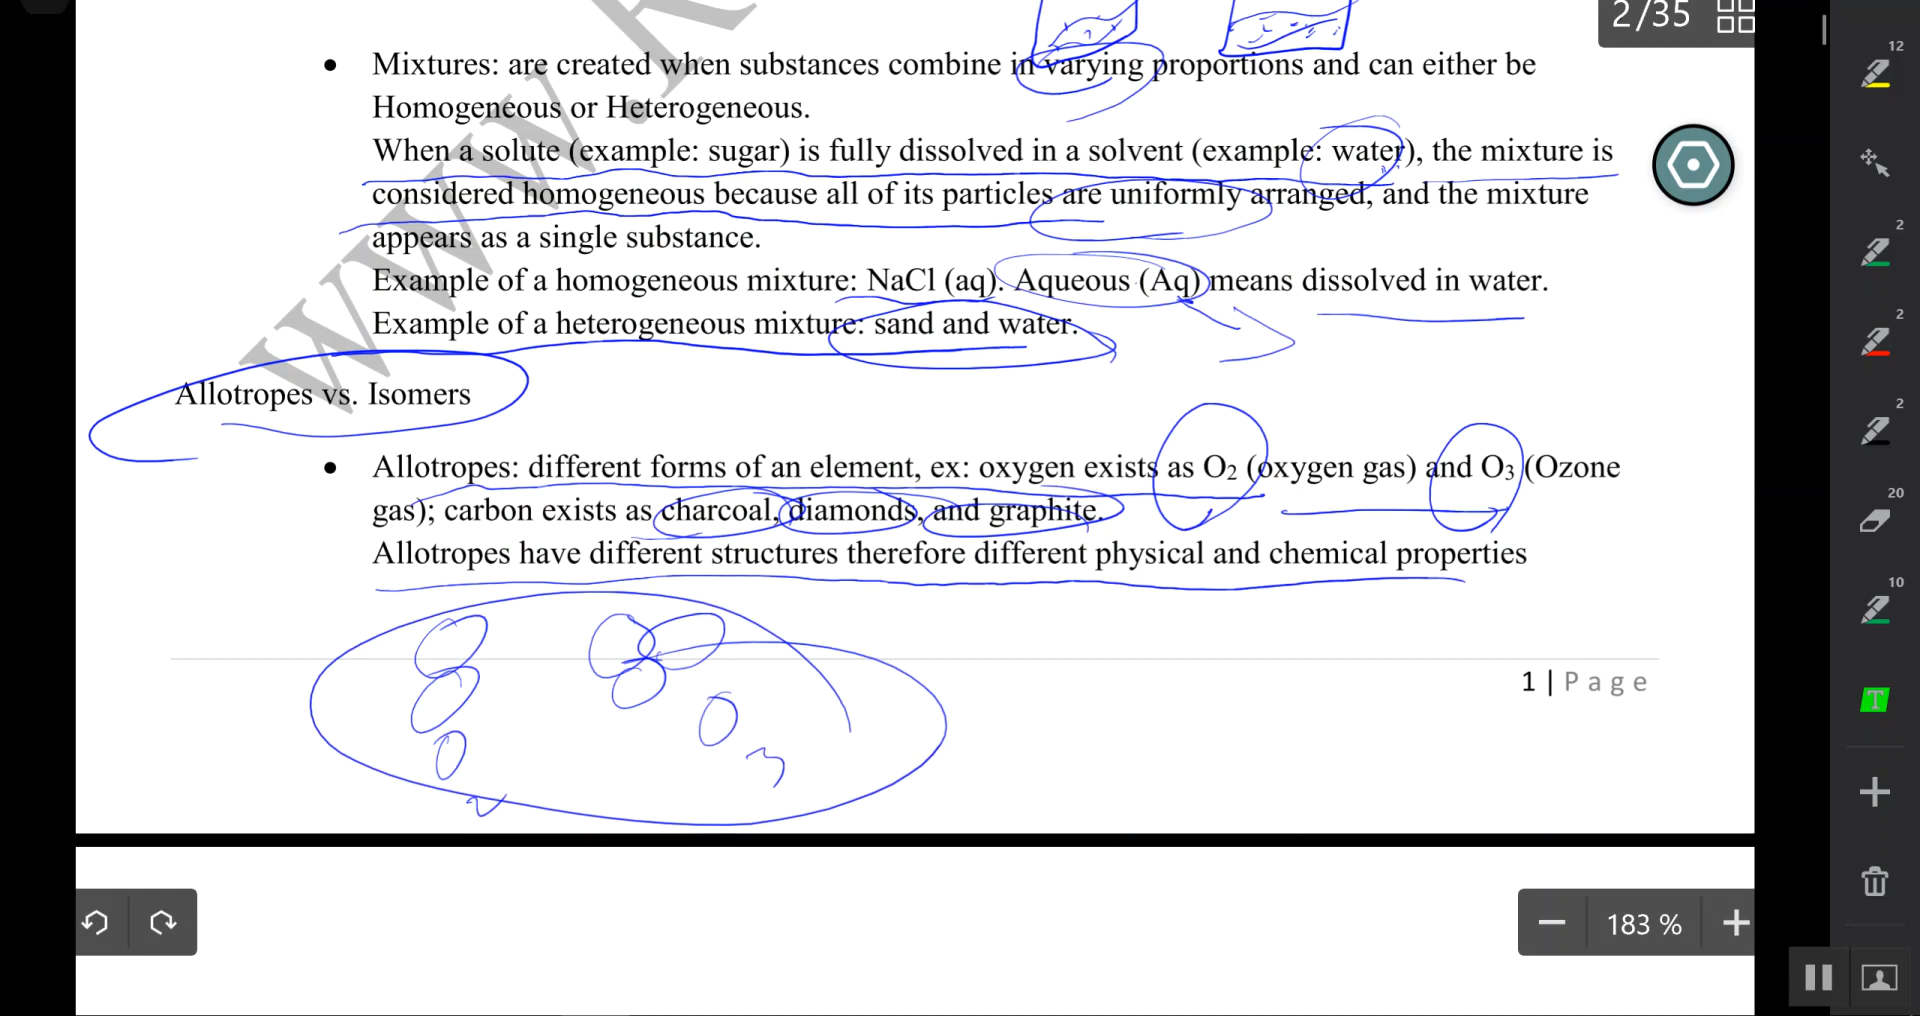 2/35
• Mixtures: are created when substances combine in varying proportions and can either be
Homogeneous or Heterogeneous.
When a solute (example: sugar) is fully dissolved in a solvent (example: water), the mixture is
considered homogeneous because all of its particles are uniformly arranged, and the mixture
appears as a single substance.
Example of a homogeneous mixture: NaCl (aq). Aqueous (Aq) means dissolved in water.
Example of a heterogeneous mixture: sand and water.
Allotropes vs. Isomers
• Allotropes: different forms of an element, ex: oxygen exists as O2 (oxygen gas) and O3 (Ozone
gas); carbon exists as charcoal, diamonds, and graphite.
Allotropes have different structures therefore different physical and chemical properties
O2
O3
1 | Page
183 %
12
2
2
2
20
10
T
WWW.